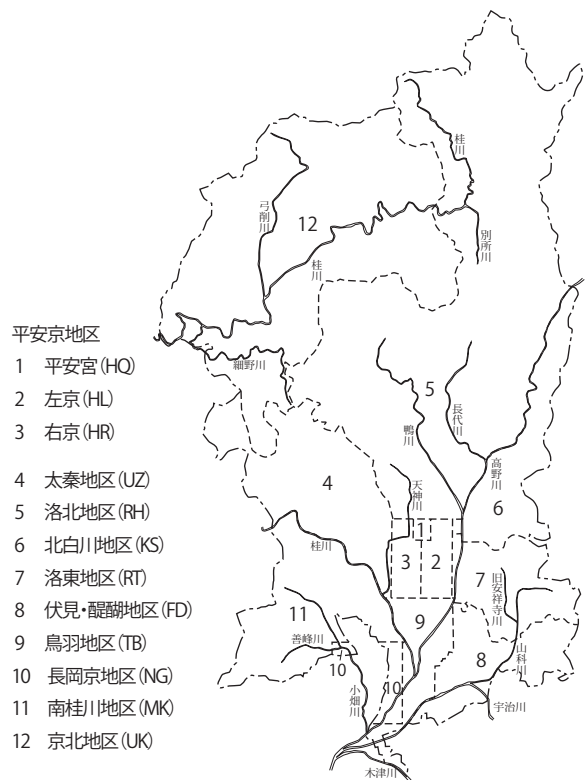 平安京地区
1 平安宮(HQ)
2 左京(HL)
3 右京(HR)
4 太秦地区(UZ)
5 洛北地区(RH)
6 北白川地区(KS)
7 洛東地区(RT)
8 伏見・醍醐地区(FD)
9 鳥羽地区(TB)
10 長岡京地区(NG)
11 南桂川地区(MK)
12 京北地区(UK)
桂川
弓削川
12
別所川
桂川
細野川
5
長代川
鴨川
高野川
4
天神川
6
1
桂川
3
2
7
旧安祥寺川
11
9
善峰川
10
山科川
8
小畑川
10
宇治川
木津川